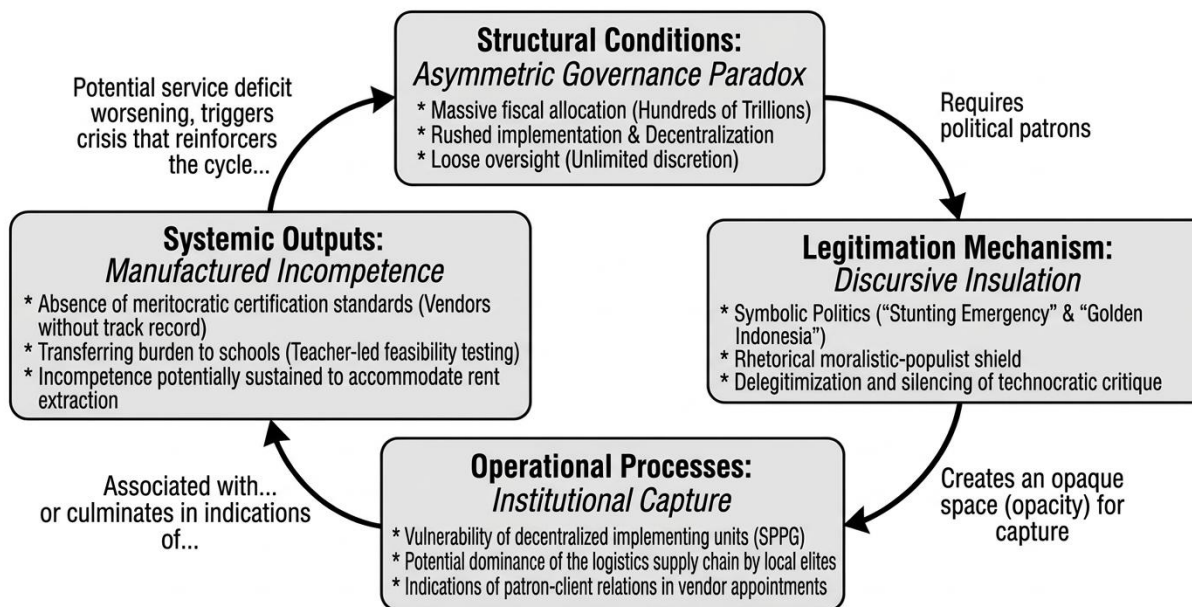 Structural Conditions:
Asymmetric Governance Paradox
* Massive fiscal allocation (Hundreds of Trillions)
* Rushed implementation & Decentralization
* Loose oversight (Unlimited discretion)
Requires
political patrons
Legitimation Mechanism:
Discursive Insulation
* Symbolic Politics (“Stunting Emergency” & “Golden
Indonesia”)
* Rhetorical moralistic-populist shield
* Delegitimization and silencing of technocratic critique
Creates an opaque
space (opacity) for
capture
Operational Processes:
Institutional Capture
* Vulnerability of decentralized implementing units (SPPG)
* Potential dominance of the logistics supply chain by local elites
* Indications of patron-client relations in vendor appointments
Associated with...
or culminates in indications
of...
Systemic Outputs:
Manufactured Incompetence
* Absence of meritocratic certification standards (Vendors
without track record)
* Transferring burden to schools (Teacher-led feasibility testing)
* Incompetence potentially sustained to accommodate rent
extraction
Potential service deficit
worsening, triggers
crisis that reinforcers
the cycle...